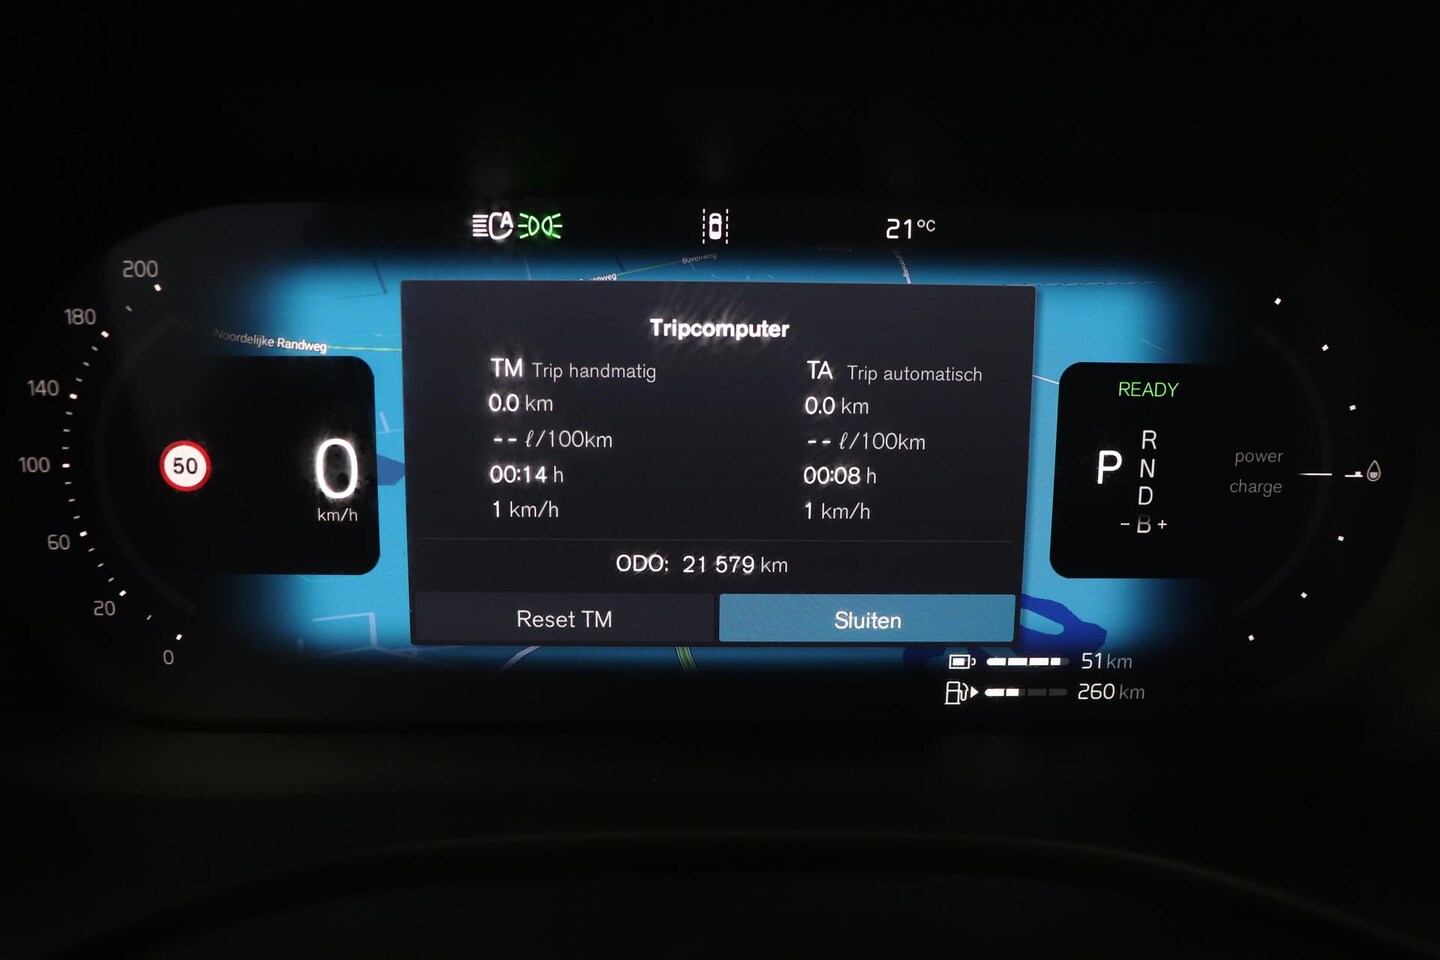 21°C
200
180
140
100
60
20
0
Bovenweg
Noordelijke Randweg
50
0
km/h
Tripcomputer
TM Trip handmatig
0.0 km
-- ℓ/100km
00:14 h
1 km/h
TA Trip automatisch
0.0 km
-- ℓ/100km
00:08 h
1 km/h
ODO: 21 579 km
Reset TM
Sluiten
READY
P
R
N
D
- B +
power
charge
51 km
260 km